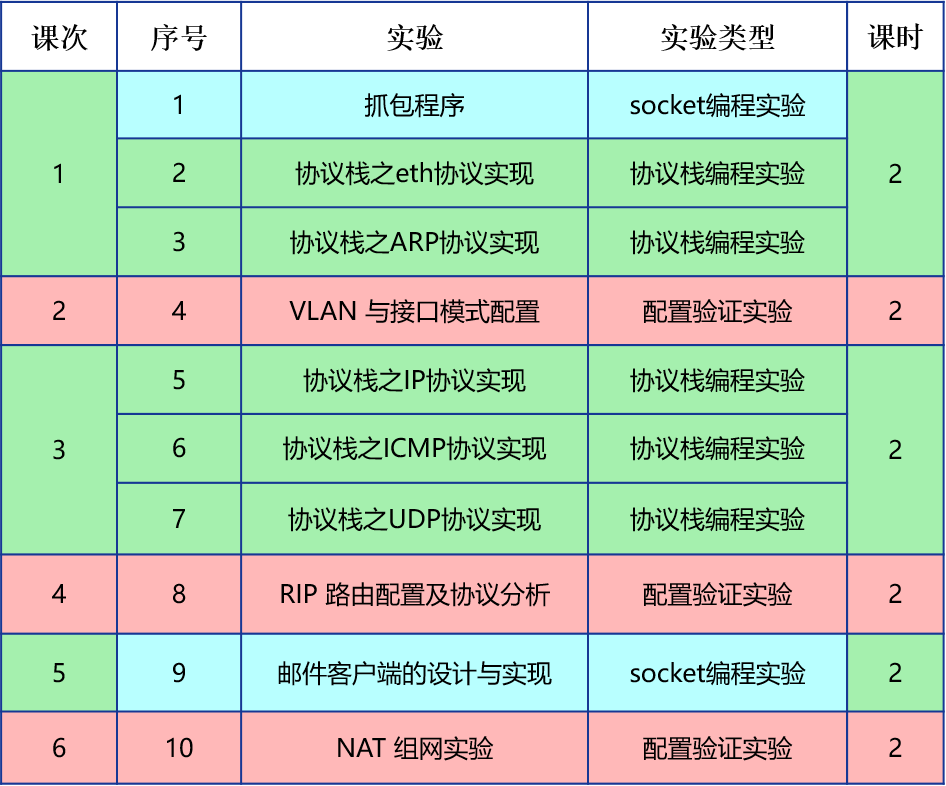 课次 序号 实验 实验类型 课时
1 抓包程序 socket编程实验
1 2 协议栈之eth协议实现 协议栈编程实验 2
3 协议栈之ARP协议实现 协议栈编程实验
2 4 VLAN 与接口模式配置 配置验证实验 2
5 协议栈之IP协议实现 协议栈编程实验
3 6 协议栈之ICMP协议实现 协议栈编程实验 2
7 协议栈之UDP协议实现 协议栈编程实验
4 8 RIP 路由配置及协议分析 配置验证实验 2
5 9 邮件客户端的设计与实现 socket编程实验 2
6 10 NAT 组网实验 配置验证实验 2